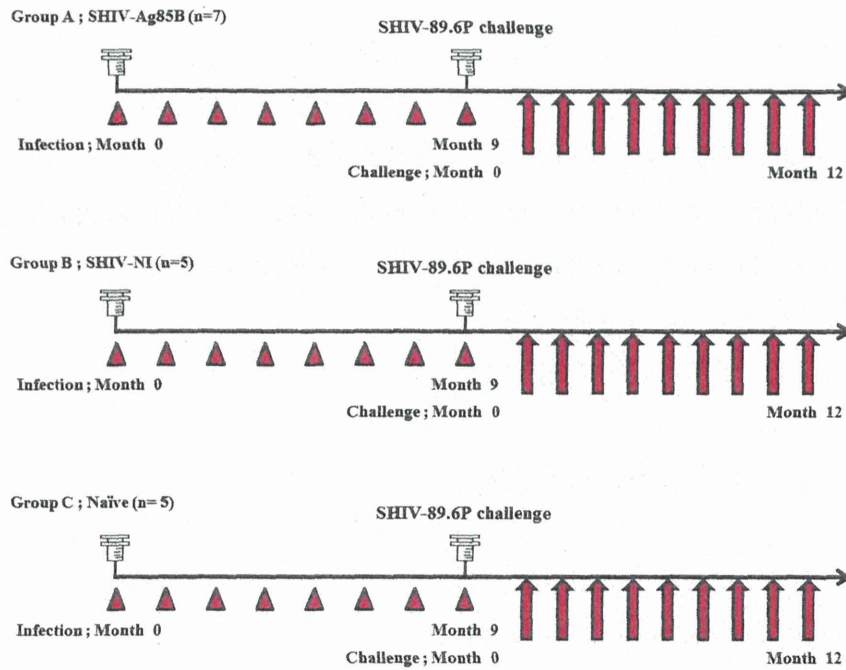 Group A ; SHIV-Ag85B (n=7)
SHIV-89.6P challenge
Infection ; Month 0
Month 9
Challenge ; Month 0
Month 12
Group B ; SHIV-NI (n=5)
SHIV-89.6P challenge
Infection ; Month 0
Month 9
Challenge ; Month 0
Month 12
Group C ; Naïve (n= 5)
SHIV-89.6P challenge
Infection ; Month 0
Month 9
Challenge ; Month 0
Month 12